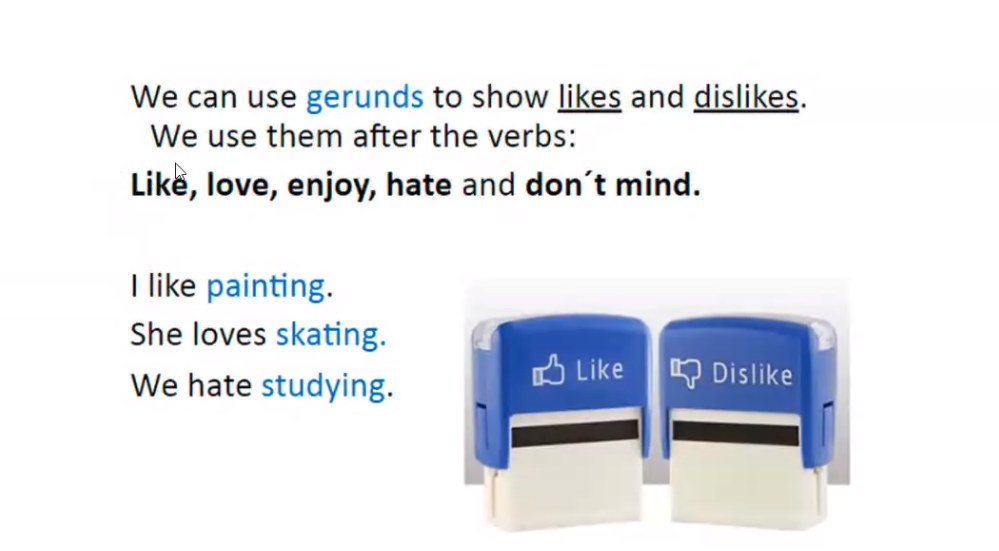 We can use gerunds to show likes and dislikes.
We use them after the verbs:
Like, love, enjoy, hate and don´t mind.
I like painting.
She loves skating.
We hate studying.
Like
Dislike